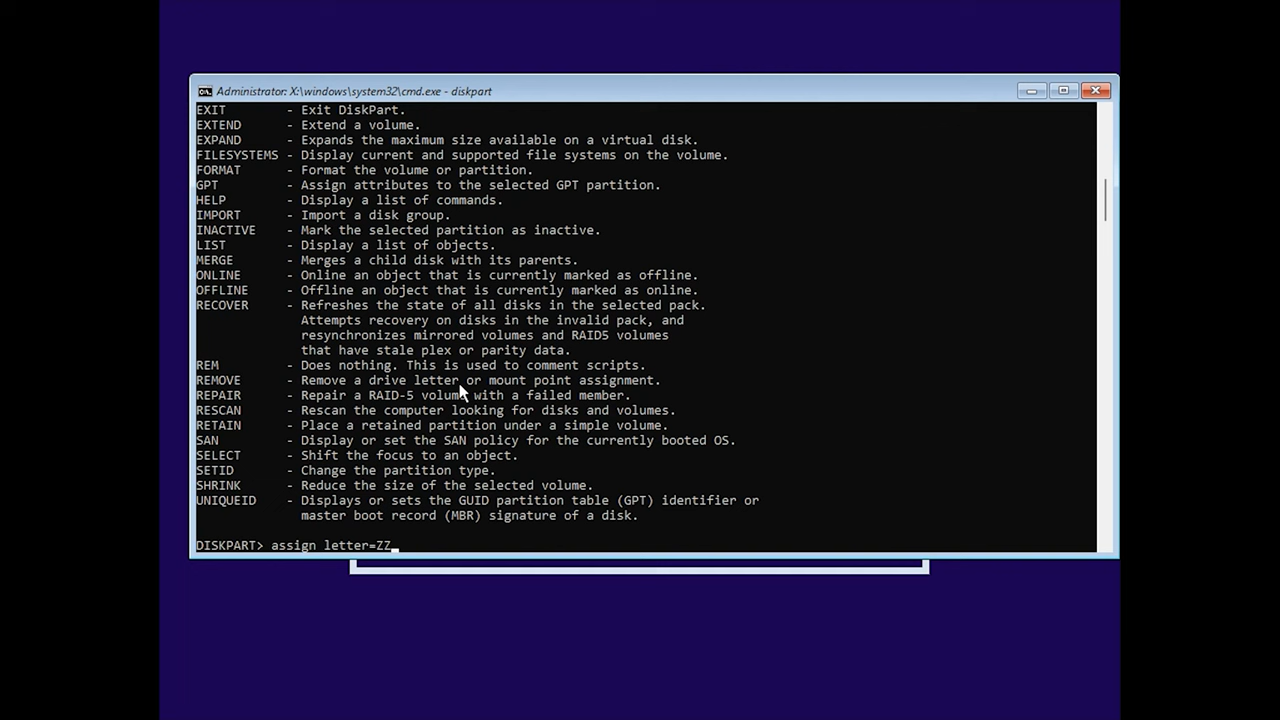 Administrator: X:\windows\system32\cmd.exe - diskpart
EXIT - Exit DiskPart.
EXTEND - Extend a volume.
EXPAND - Expands the maximum size available on a virtual disk.
FILESYSTEMS - Display current and supported file systems on the volume.
FORMAT - Format the volume or partition.
GPT - Assign attributes to the selected GPT partition.
HELP - Display a list of commands.
IMPORT - Import a disk group.
INACTIVE - Mark the selected partition as inactive.
LIST - Display a list of objects.
MERGE - Merges a child disk with its parents.
ONLINE - Online an object that is currently marked as offline.
OFFLINE - Offline an object that is currently marked as online.
RECOVER - Refreshes the state of all disks in the selected pack.
Attempts recovery on disks in the invalid pack, and
resynchronizes mirrored volumes and RAID5 volumes
that have stale plex or parity data.
REM - Does nothing. This is used to comment scripts.
REMOVE - Remove a drive letter or mount point assignment.
REPAIR - Repair a RAID-5 volume with a failed member.
RESCAN - Rescan the computer looking for disks and volumes.
RETAIN - Place a retained partition under a simple volume.
SAN - Display or set the SAN policy for the currently booted OS.
SELECT - Shift the focus to an object.
SETID - Change the partition type.
SHRINK - Reduce the size of the selected volume.
UNIQUEID - Displays or sets the GUID partition table (GPT) identifier or
master boot record (MBR) signature of a disk.
DISKPART> assign letter=ZZ